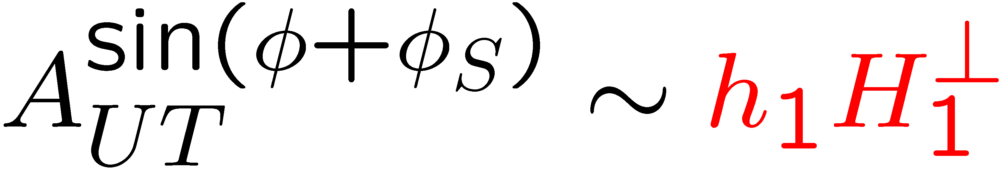 A_{UT}^{sin(ϕ+ϕ_S)} ∼ h_1 H_1^⊥